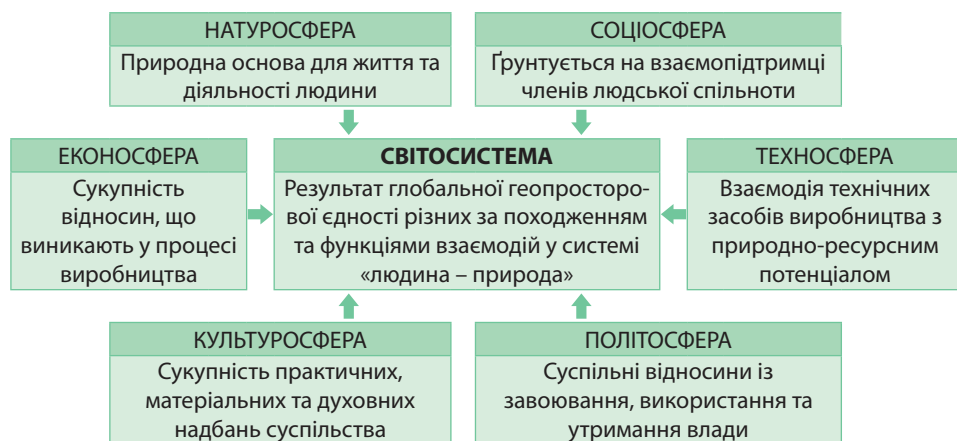 НАТУРОСФЕРА
Природна основа для життя та
діяльності людини
СОЦІОСФЕРА
Ґрунтується на взаємопідтримці
членів людської спільноти
ЕКОНОСФЕРА
Сукупність
відносин, що
виникають у процесі
виробництва
СВІТОСИСТЕМА
Результат глобальної геопросторо-
вої єдності різних за походженням
та функціями взаємодій у системі
«людина – природа»
ТЕХНОСФЕРА
Взаємодія технічних
засобів виробництва з
природно-ресурсним
потенціалом
КУЛЬТУРОСФЕРА
Сукупність практичних,
матеріальних та духовних
надбань суспільства
ПОЛІТОСФЕРА
Суспільні відносини із
завоювання, використання та
утримання влади